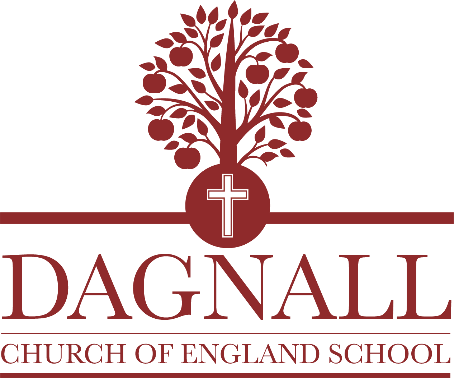 DAGNALL
CHURCH OF ENGLAND SCHOOL